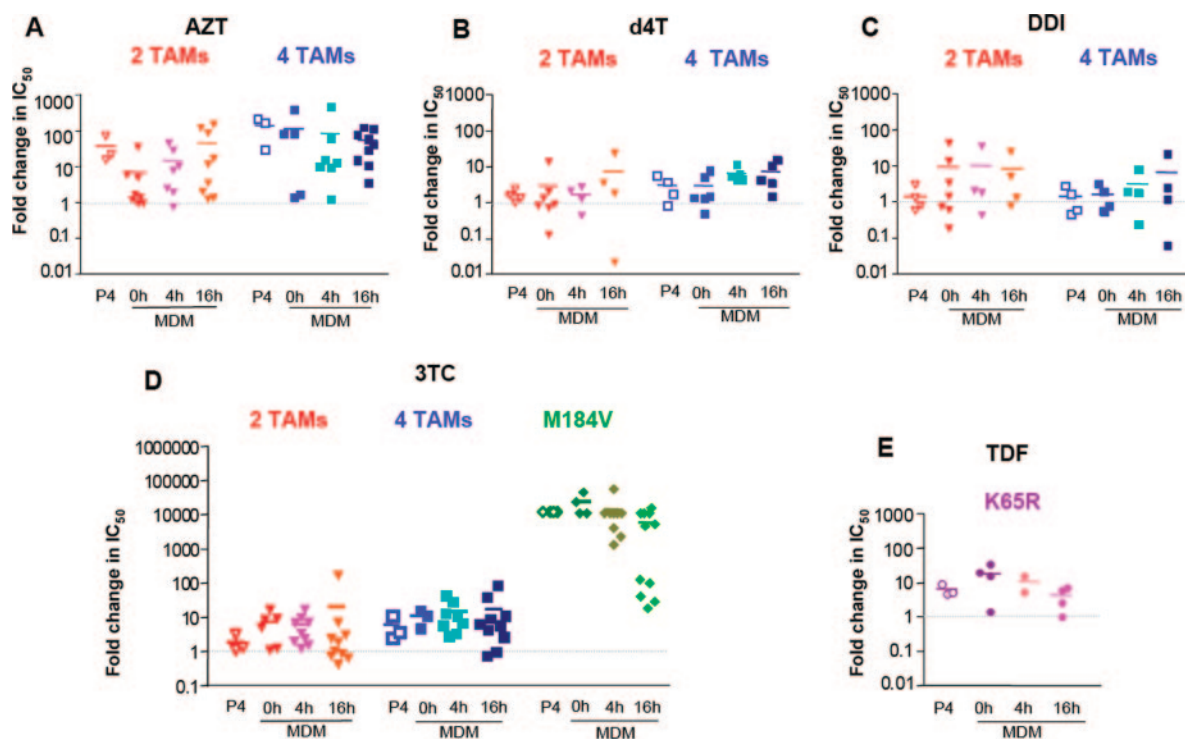 A AZT
2 TAMs 4 TAMs
Fold change in IC50
1000
100
10
1
0.1
0.01
P4 0h 4h 16h P4 0h 4h 16h
MDM MDM
B d4T
2 TAMs 4 TAMs
Fold change in IC50
1000
100
10
1
0.1
0.01
P4 0h 4h 16h P4 0h 4h 16h
MDM MDM
C DDI
2 TAMs 4 TAMs
Fold change in IC50
1000
100
10
1
0.1
0.01
P4 0h 4h 16h P4 0h 4h 16h
MDM MDM
D 3TC
2 TAMs 4 TAMs M184V
Fold change in IC50
1000000
100000
10000
1000
100
10
1
0.1
P4 0h 4h 16h P4 0h 4h 16h P4 0h 4h 16h
MDM MDM MDM
E TDF
K65R
Fold change in IC50
1000
100
10
1
0.1
0.01
P4 0h 4h 16h
MDM